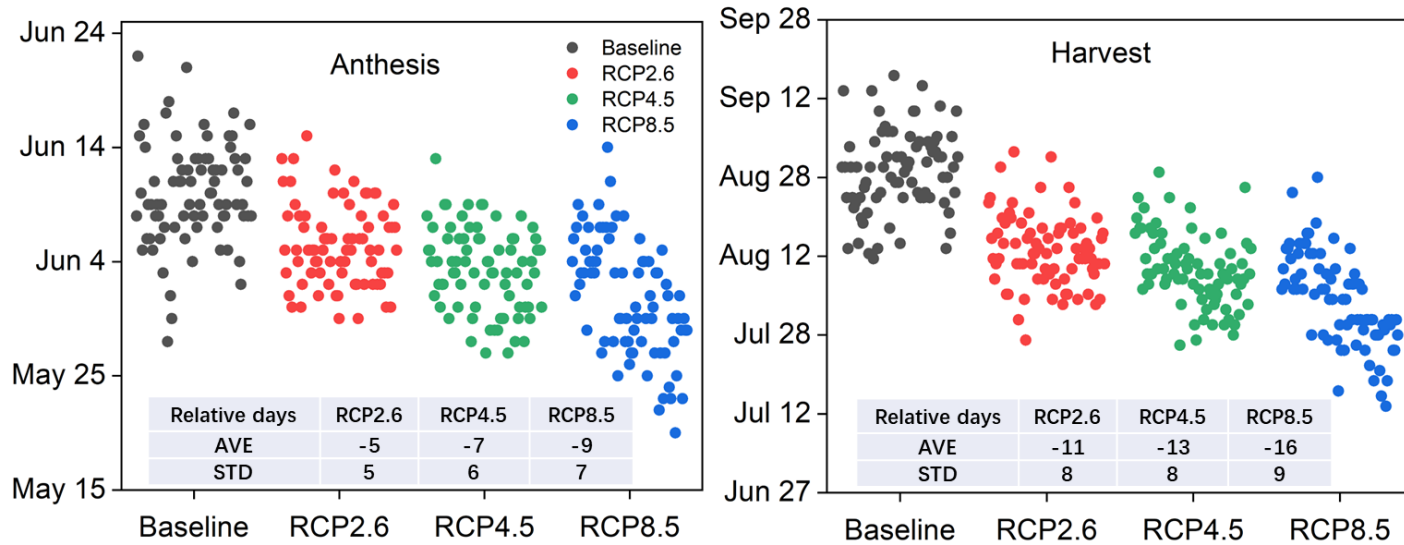 Anthesis
Baseline
RCP2.6
RCP4.5
RCP8.5
Jun 24
Jun 14
Jun 4
May 25
May 15
Relative days RCP2.6 RCP4.5 RCP8.5
AVE -5 -7 -9
STD 5 6 7
Baseline RCP2.6 RCP4.5 RCP8.5
Harvest
Sep 28
Sep 12
Aug 28
Aug 12
Jul 28
Jul 12
Jun 27
Relative days RCP2.6 RCP4.5 RCP8.5
AVE -11 -13 -16
STD 8 8 9
Baseline RCP2.6 RCP4.5 RCP8.5